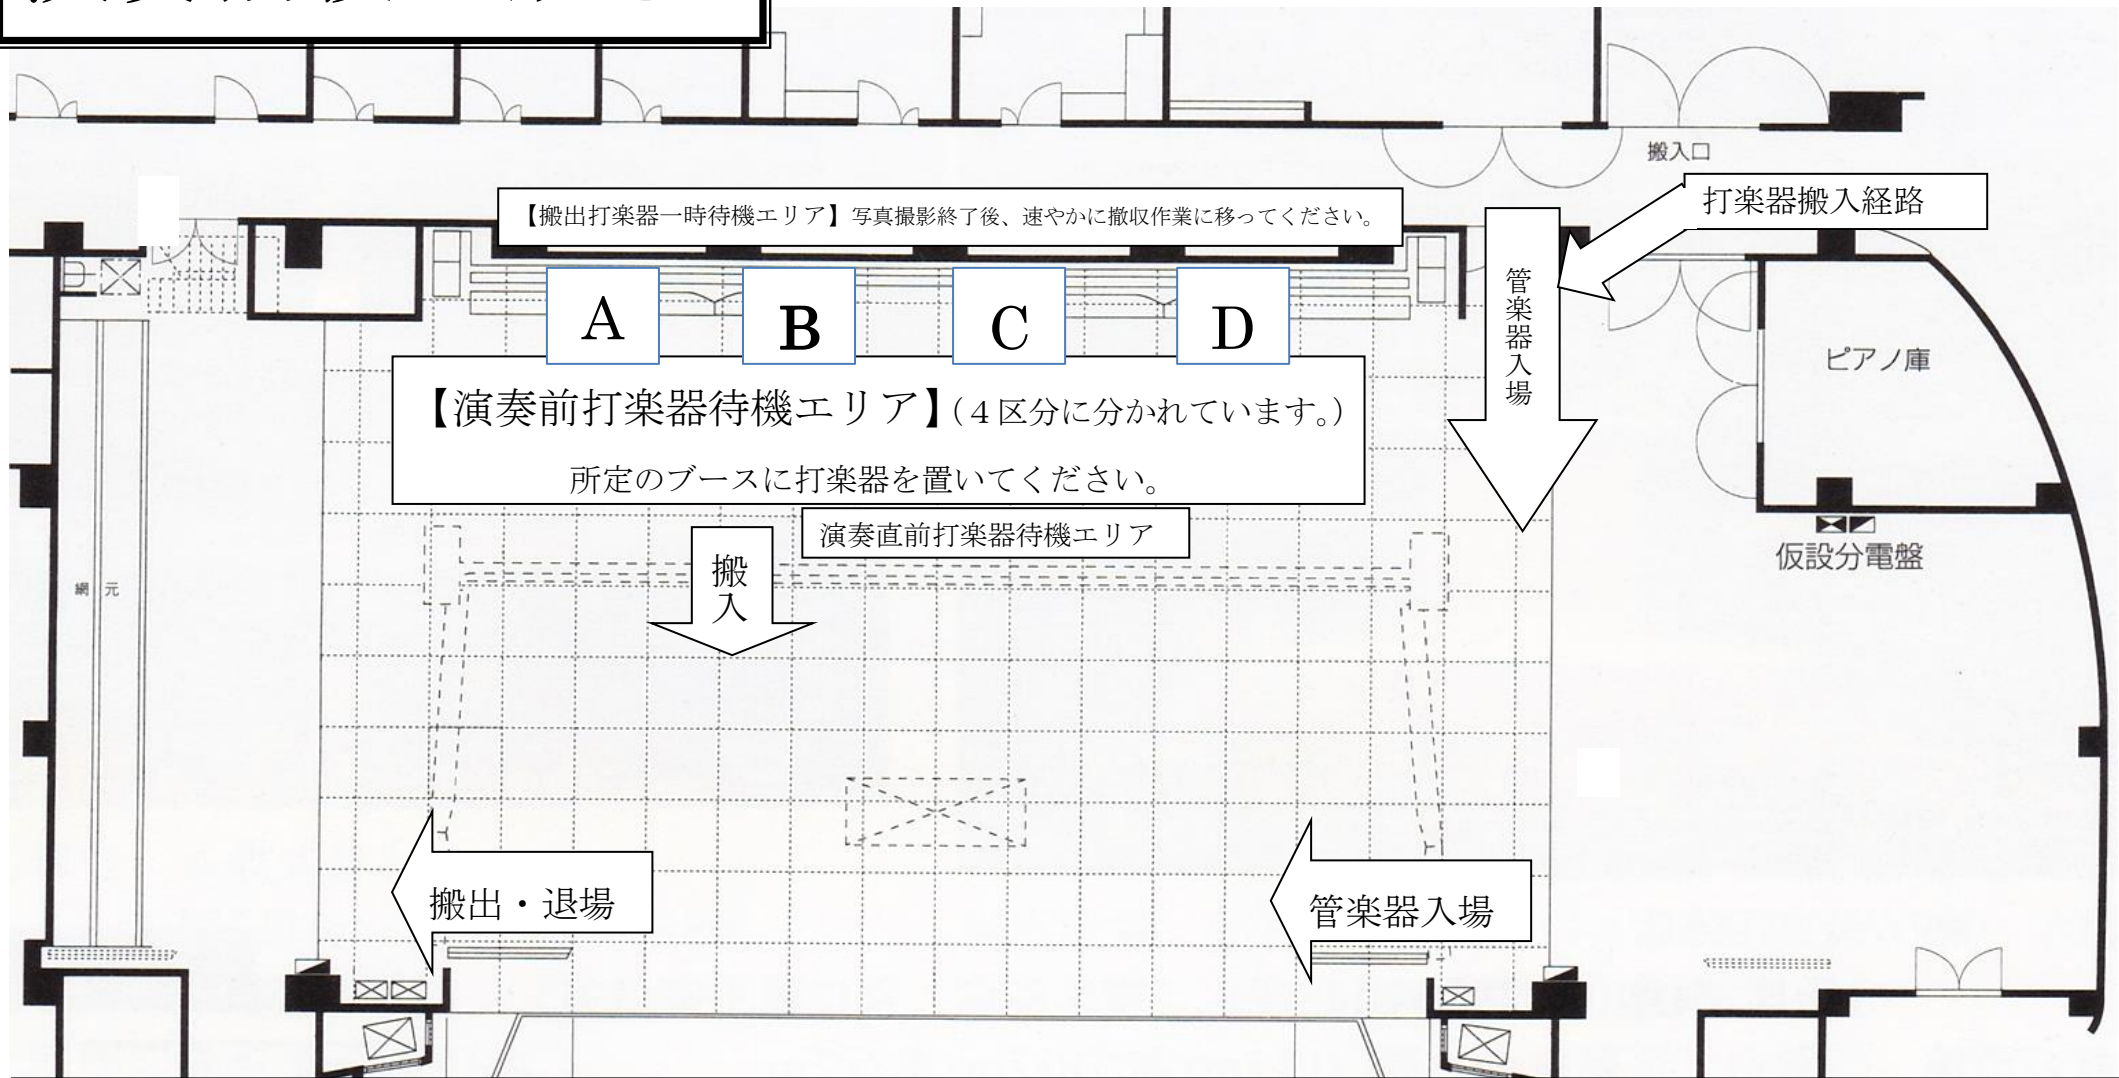 搬入口
打楽器搬入経路
【搬出打楽器一時待機エリア】写真撮影終了後、速やかに撤収作業に移ってください。
A
B
C
D
管楽器入場
ピアノ庫
【演奏前打楽器待機エリア】(４区分に分かれています。)
所定のブースに打楽器を置いてください。
演奏直前打楽器待機エリア
搬入
仮設分電盤
網元
搬出・退場
管楽器入場